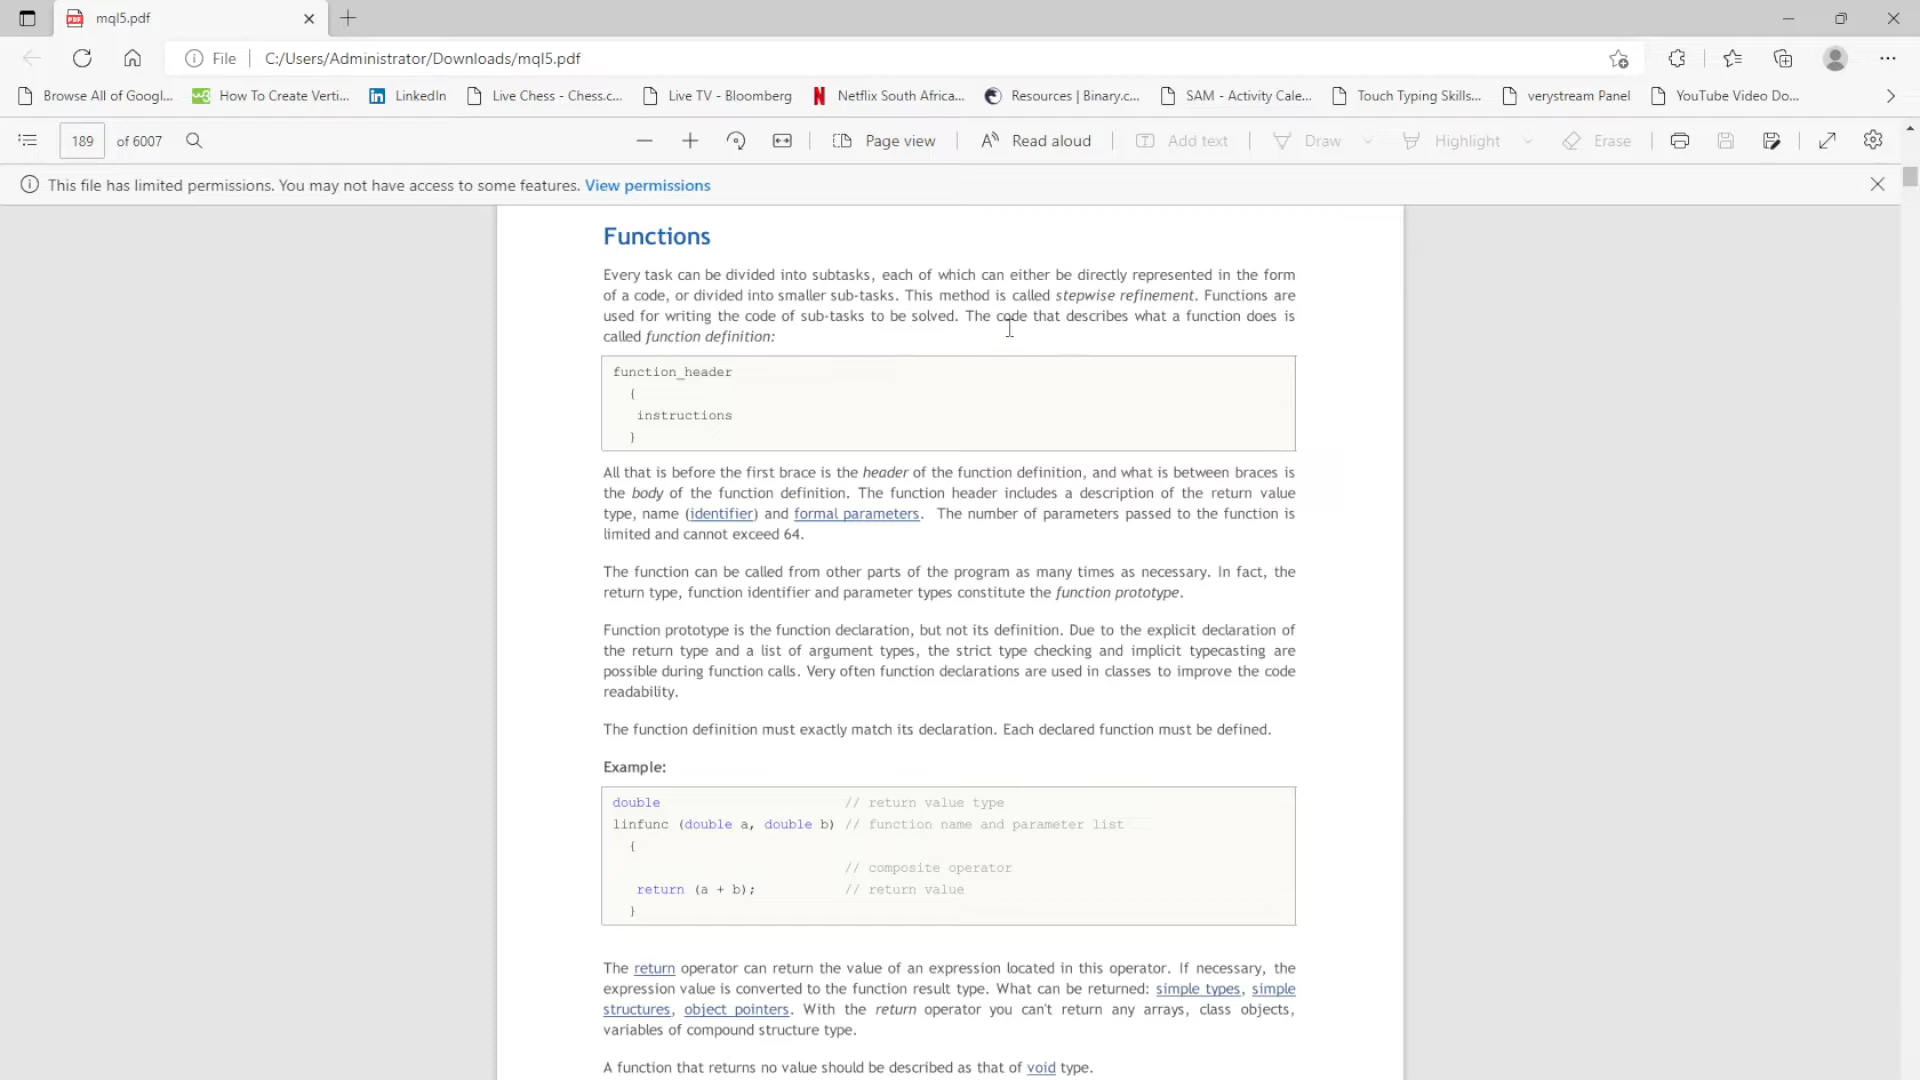 mql5.pdf
File
C:/Users/Administrator/Downloads/mql5.pdf
Browse All of Googl...
How To Create Verti...
LinkedIn
Live Chess - Chess.c...
Live TV - Bloomberg
Netflix South Africa...
Resources | Binary.c...
SAM - Activity Cale...
Touch Typing Skills...
verystream Panel
YouTube Video Do...
189 of 6007
Page view
Read aloud
Add text
Draw
Highlight
Erase
This file has limited permissions. You may not have access to some features. View permissions
Functions
Every task can be divided into subtasks, each of which can either be directly represented in the form
of a code, or divided into smaller sub-tasks. This method is called stepwise refinement. Functions are
used for writing the code of sub-tasks to be solved. The code that describes what a function does is
called function definition:
function_header
{
instructions
}
All that is before the first brace is the header of the function definition, and what is between braces is
the body of the function definition. The function header includes a description of the return value
type, name (identifier) and formal parameters. The number of parameters passed to the function is
limited and cannot exceed 64.
The function can be called from other parts of the program as many times as necessary. In fact, the
return type, function identifier and parameter types constitute the function prototype.
Function prototype is the function declaration, but not its definition. Due to the explicit declaration of
the return type and a list of argument types, the strict type checking and implicit typecasting are
possible during function calls. Very often function declarations are used in classes to improve the code
readability.
The function definition must exactly match its declaration. Each declared function must be defined.
Example:
double // return value type
linfunc (double a, double b) // function name and parameter list
{
// composite operator
return (a + b); // return value
}
The return operator can return the value of an expression located in this operator. If necessary, the
expression value is converted to the function result type. What can be returned: simple types, simple
structures, object pointers. With the return operator you can't return any arrays, class objects,
variables of compound structure type.
A function that returns no value should be described as that of void type.